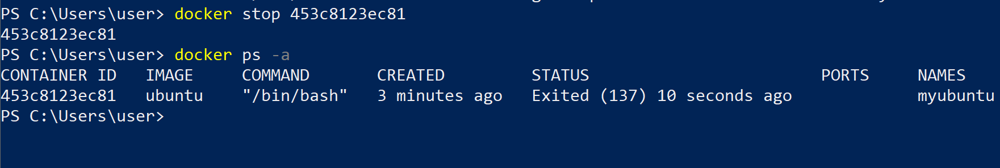 PS C:\Users\user> docker stop 453c8123ec81
453c8123ec81
PS C:\Users\user> docker ps -a
CONTAINER ID   IMAGE     COMMAND       CREATED         STATUS                        PORTS     NAMES
453c8123ec81   ubuntu    "/bin/bash"   3 minutes ago   Exited (137) 10 seconds ago             myubuntu
PS C:\Users\user>